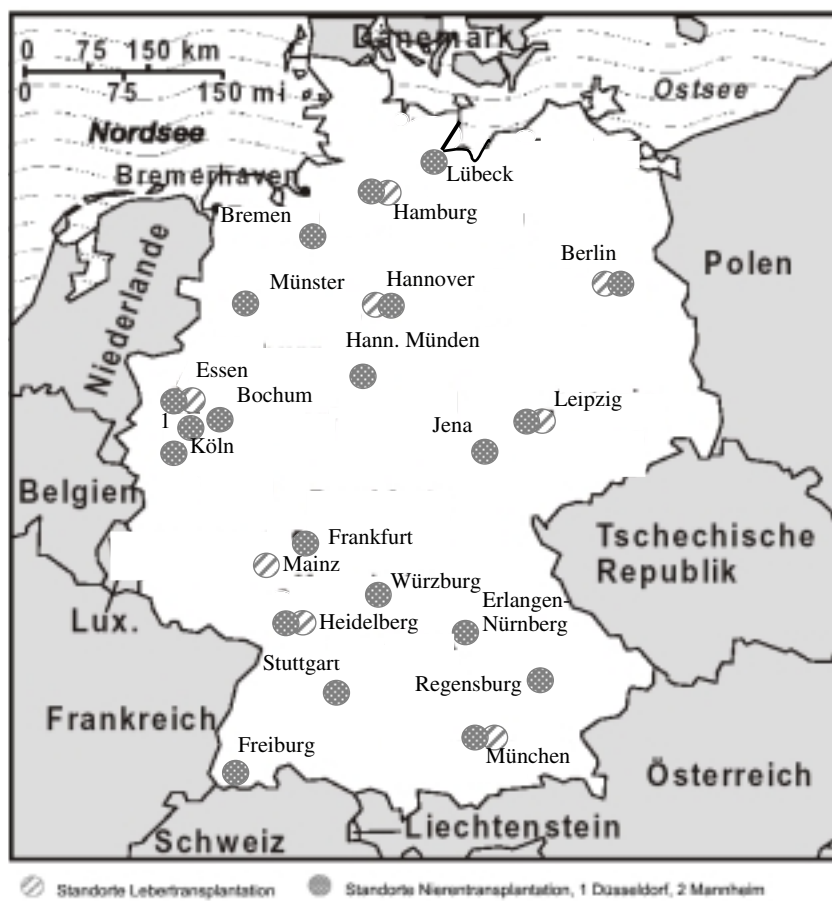 Dänemark
0 75 150 km
0 75 150 mi
Ostsee
Nordsee
Bremerhaven
Lübeck
Bremen
Hamburg
Niederlande
Berlin
Polen
Münster
Hannover
Hann. Münden
Essen
Bochum
Leipzig
1
Jena
Köln
Belgien
Frankfurt
Tschechische
Republik
Mainz
Würzburg
Erlangen-
Nürnberg
Lux.
Heidelberg
Stuttgart
Regensburg
Frankreich
Freiburg
München
Österreich
Schweiz
Liechtenstein
Standorte Lebertransplantation
Standorte Nierentransplantation, 1 Düsseldorf, 2 Mannheim